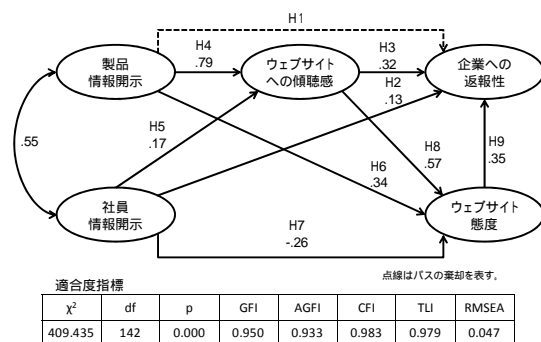 H1
製品
情報開示
H4
.79
ウェブサイト
への傾聴感
H3
.32
H2
.13
企業への
返報性
.55
H5
.17
H6
.34
H8
.57
H9
.35
社員
情報開示
H7
-.26
ウェブサイト
態度
点線はパスの棄却を表す。
適合度指標
χ² df p GFI AGFI CFI TLI RMSEA
409.435 142 0.000 0.950 0.933 0.983 0.979 0.047